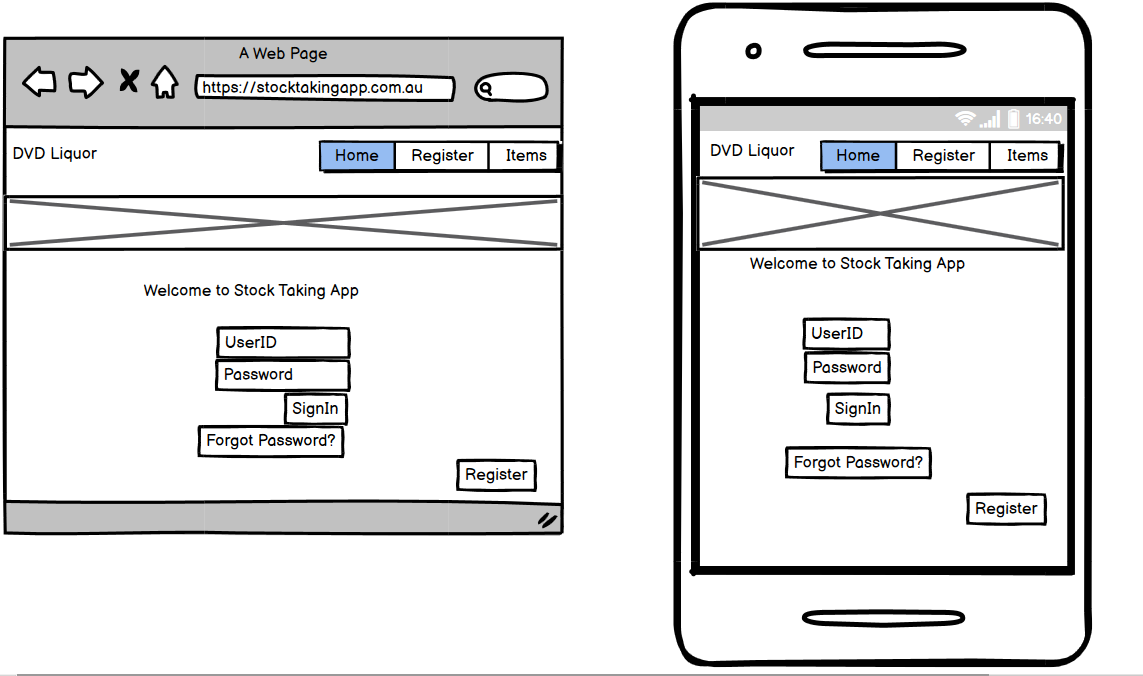 A Web Page
https://stocktakingapp.com.au
DVD Liquor
Home Register Items
Welcome to Stock Taking App
UserID
Password
SignIn
Forgot Password?
Register
16:40
DVD Liquor
Home Register Items
Welcome to Stock Taking App
UserID
Password
SignIn
Forgot Password?
Register